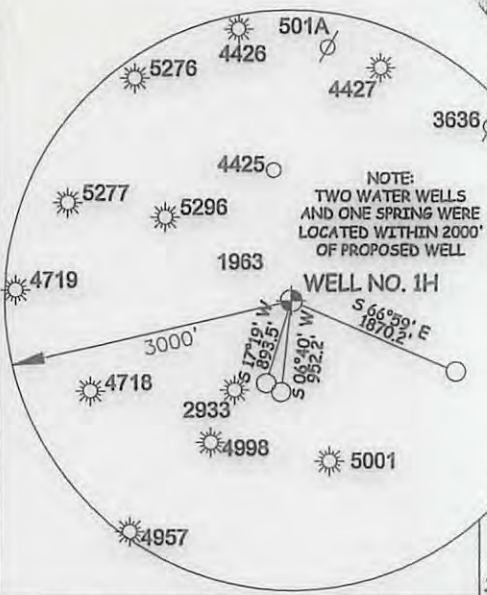 501A
4426
5276
4427
3636
4425
NOTE:
TWO WATER WELLS
AND ONE SPRING WERE
LOCATED WITHIN 2000'
OF PROPOSED WELL
5277
5296
1963
4719
WELL NO. 1H
S 66°59' E
1870.2'
3000'
S 17°19' W
893.5'
S 06°40' W
952.2'
4718
2933
4998
5001
4957